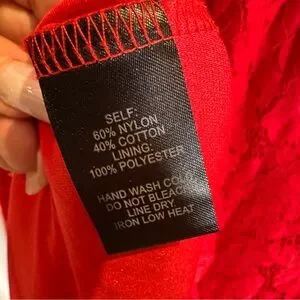 SELF:
60% NYLON
40% COTTON
LINING:
100% POLYESTER
HAND WASH COLD
DO NOT BLEACH
LINE DRY
IRON LOW HEAT